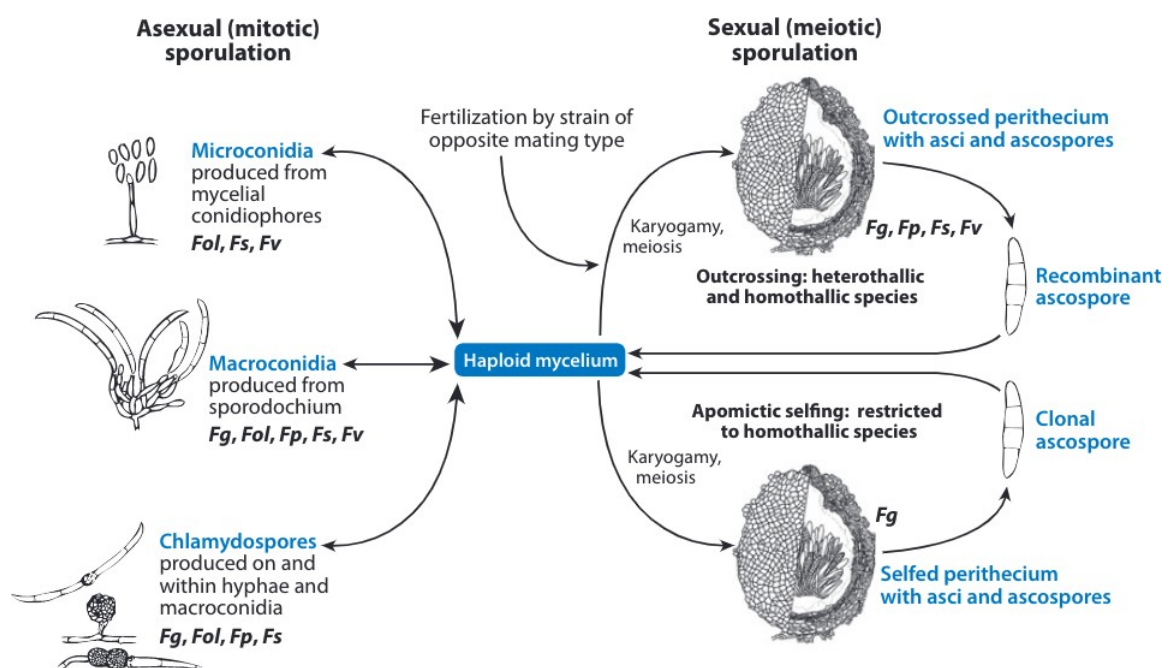 Asexual (mitotic)
sporulation
Microconidia
produced from
mycelial
conidiophores
Fol, Fs, Fv
Macroconidia
produced from
sporodochium
Fg, Fol, Fp, Fs, Fv
Chlamydospores
produced on and
within hyphae and
macroconidia
Fg, Fol, Fp, Fs
Fertilization by strain of
opposite mating type
Haploid mycelium
Sexual (meiotic)
sporulation
Outcrossed perithecium
with asci and ascospores
Karyogamy,
meiosis
Fg, Fp, Fs, Fv
Outcrossing: heterothallic
and homothallic species
Recombinant
ascospore
Apomictic selfing: restricted
to homothallic species
Clonal
ascospore
Karyogamy,
meiosis
Fg
Selfed perithecium
with asci and ascospores